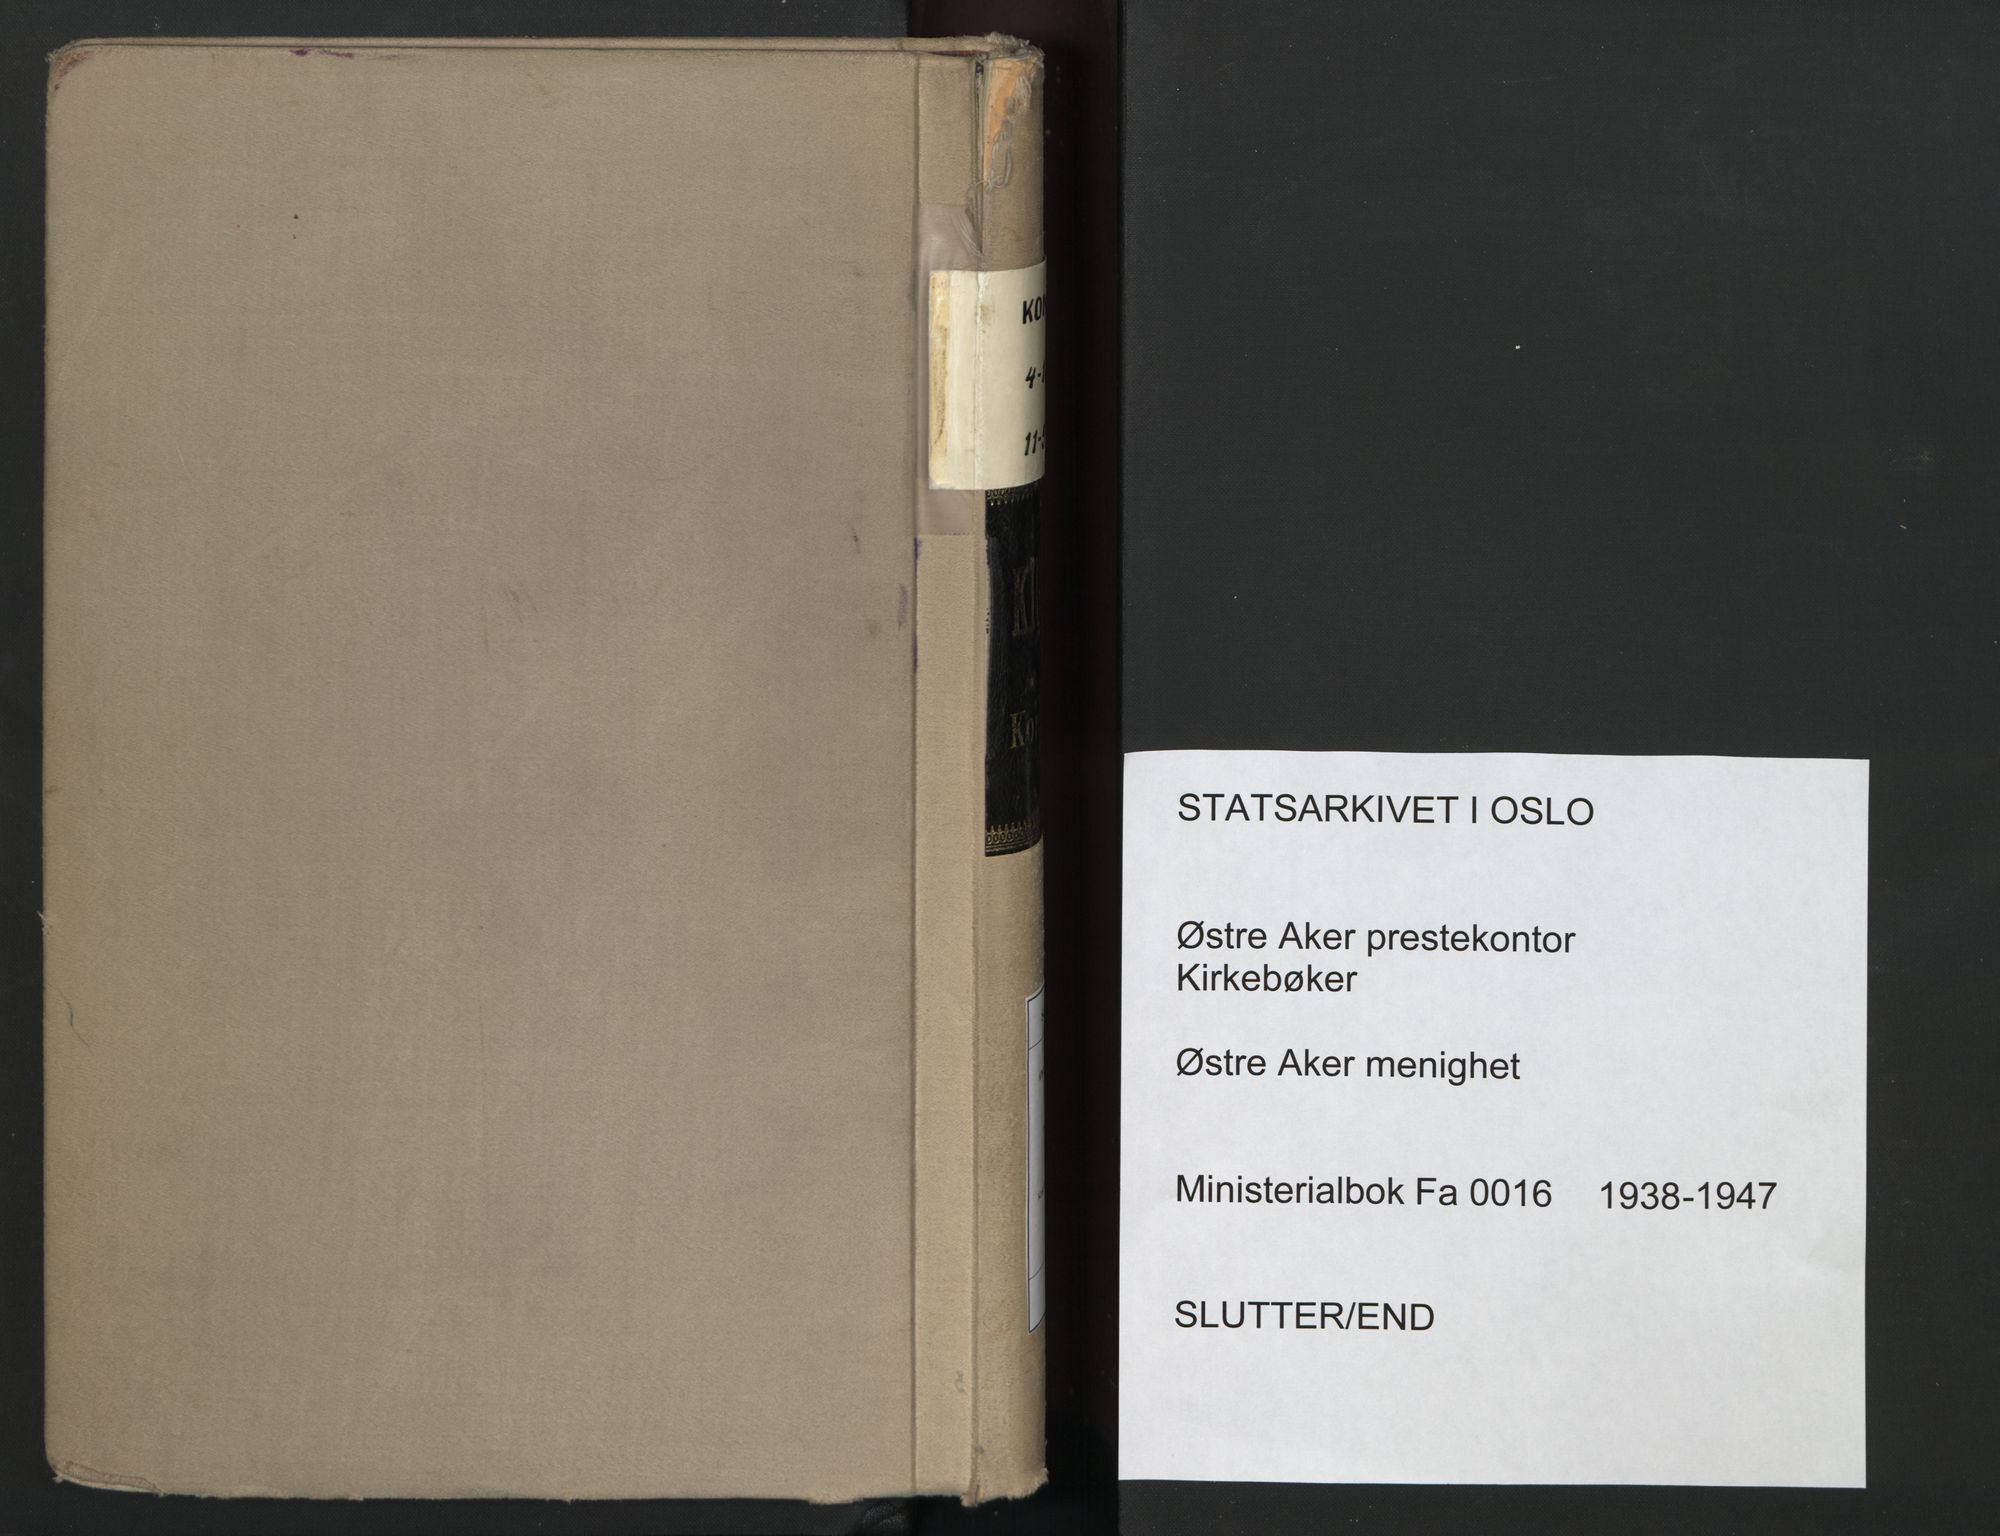 STATSARKIVET I OSLO
Østre Aker prestekontor
Kirkebøker
Østre Aker menighet
Ministerialbok Fa 0016 1938-1947
SLUTTER/END